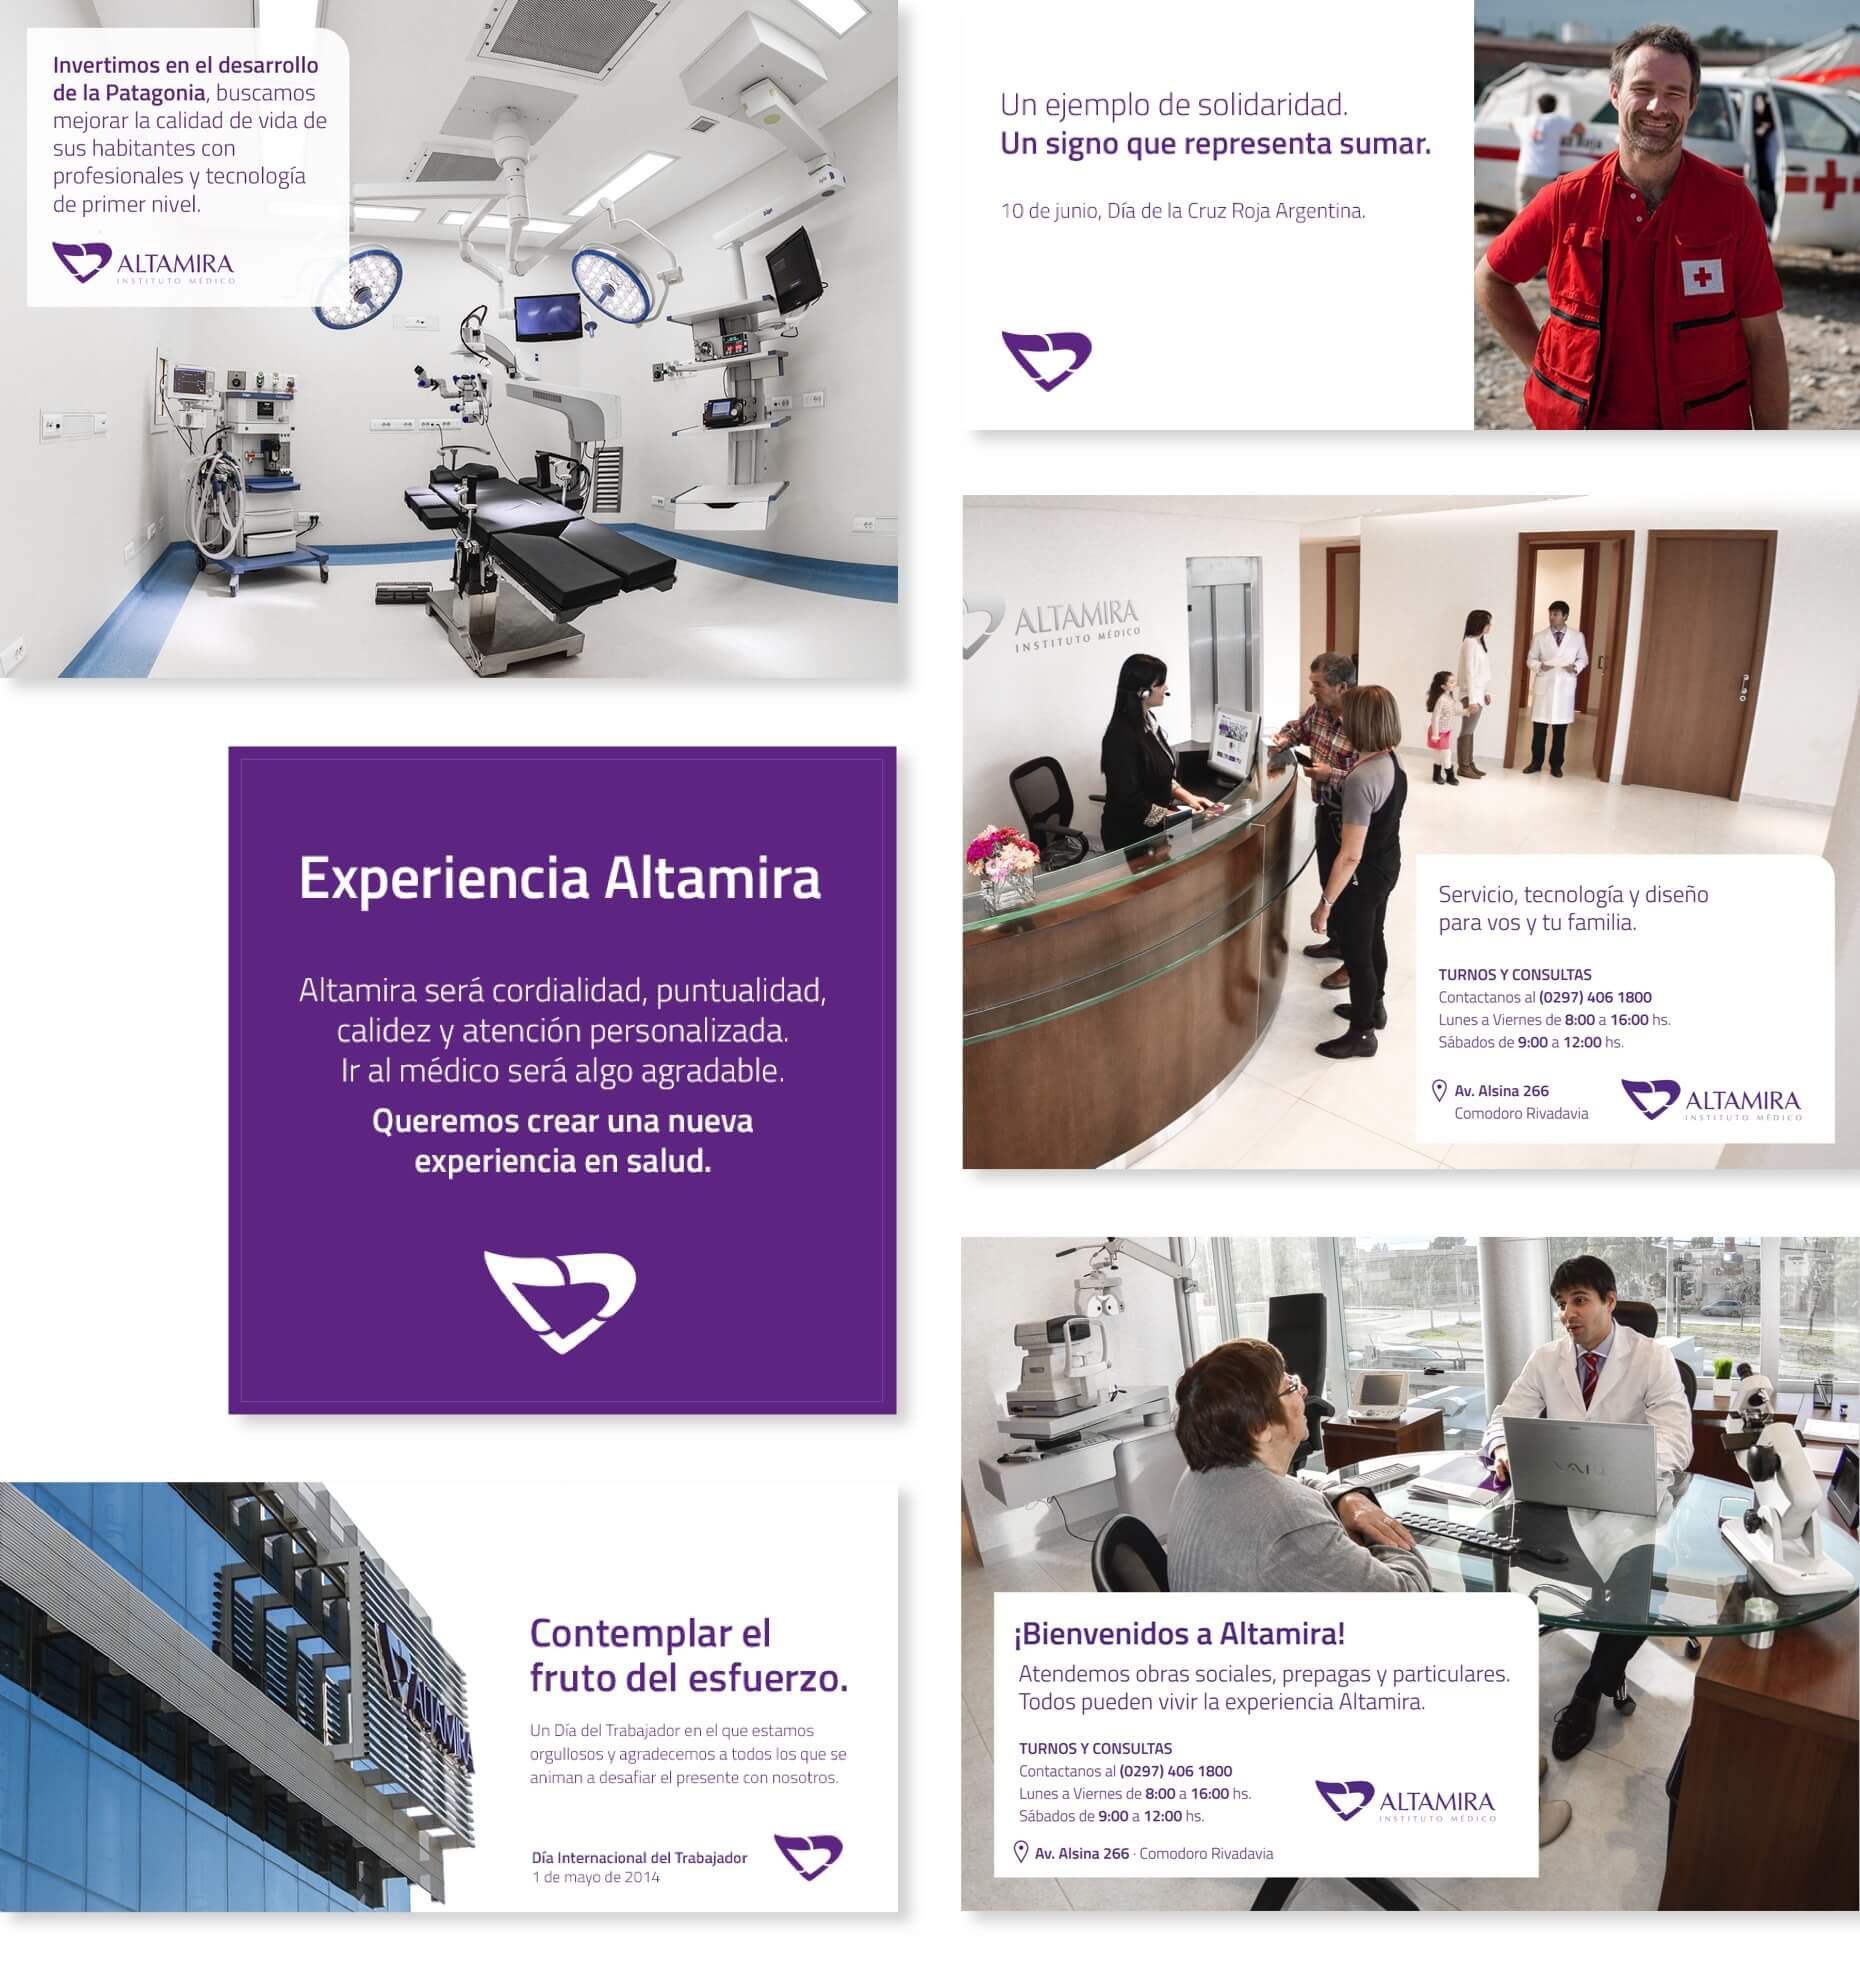 Invertimos en el desarrollo
de la Patagonia, buscamos
mejorar la calidad de vida de
sus habitantes con
profesionales y tecnología
de primer nivel.
ALTAMIRA
INSTITUTO MÉDICO
Un ejemplo de solidaridad.
Un signo que representa sumar.
10 de junio, Día de la Cruz Roja Argentina.
ALTAMIRA
INSTITUTO MÉDICO
Servicio, tecnología y diseño
para vos y tu familia.
TURNOS Y CONSULTAS
Contactanos al (0297) 406 1800
Lunes a Viernes de 8:00 a 16:00 hs.
Sábados de 9:00 a 12:00 hs.
Av. Alsina 266
Comodoro Rivadavia
ALTAMIRA
INSTITUTO MÉDICO
Experiencia Altamira
Altamira será cordialidad, puntualidad,
calidez y atención personalizada.
Ir al médico será algo agradable.
Queremos crear una nueva
experiencia en salud.
VAIO
¡Bienvenidos a Altamira!
Atendemos obras sociales, prepagas y particulares.
Todos pueden vivir la experiencia Altamira.
TURNOS Y CONSULTAS
Contactanos al (0297) 406 1800
Lunes a Viernes de 8:00 a 16:00 hs.
Sábados de 9:00 a 12:00 hs.
Av. Alsina 266 · Comodoro Rivadavia
ALTAMIRA
INSTITUTO MÉDICO
ALTAMIRA
Contemplar el
fruto del esfuerzo.
Un Día del Trabajador en el que estamos
orgullosos y agradecemos a todos los que se
animan a desafiar el presente con nosotros.
Día Internacional del Trabajador
1 de mayo de 2014